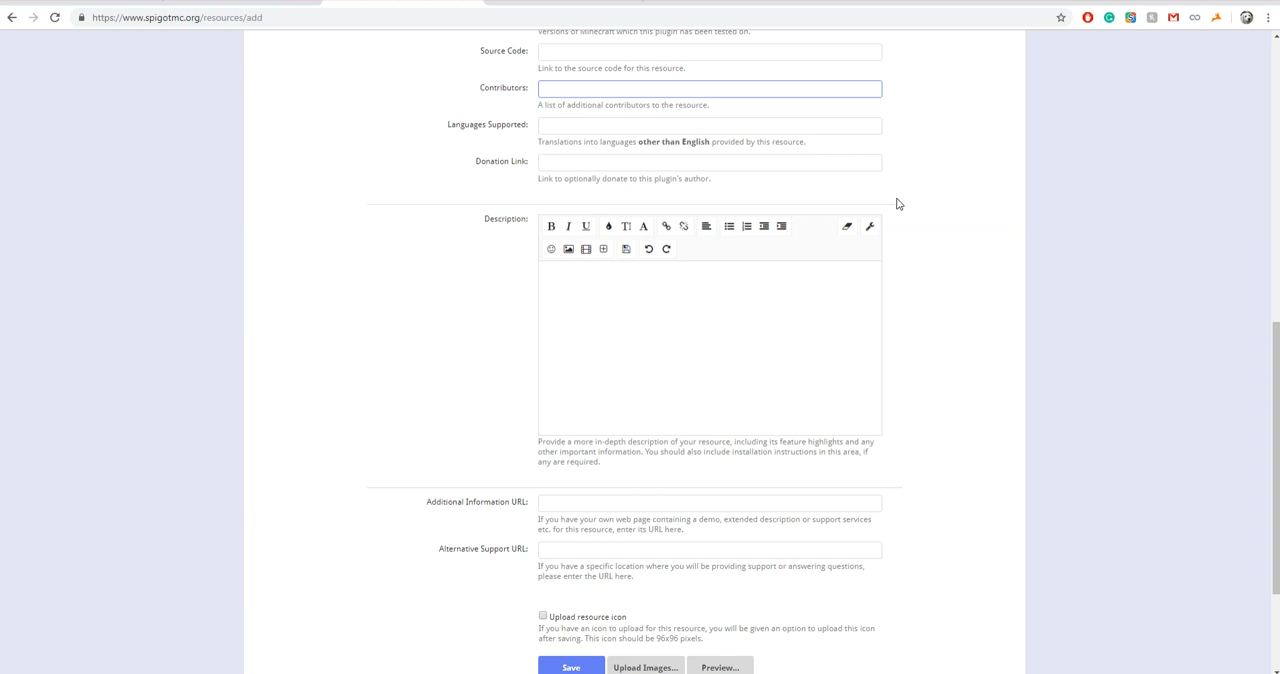 https://www.spigotmc.org/resources/add
versions of Minecraft which this plugin has been tested on.
Source Code:
Link to the source code for this resource.
Contributors:
A list of additional contributors to the resource.
Languages Supported:
Translations into languages other than English provided by this resource.
Donation Link:
Link to optionally donate to this plugin's author.
Description:
B I U A
Provide a more in-depth description of your resource, including its feature highlights and any
other important information. You should also include installation instructions in this area, if
any are required.
Additional Information URL:
If you have your own web page containing a demo, extended description or support services
etc. for this resource, enter its URL here.
Alternative Support URL:
If you have a specific location where you will be providing support or answering questions,
please enter the URL here.
Upload resource icon
If you have an icon to upload for this resource, you will be given an option to upload this icon
after saving. This icon should be 96x96 pixels.
Save Upload Images... Preview...